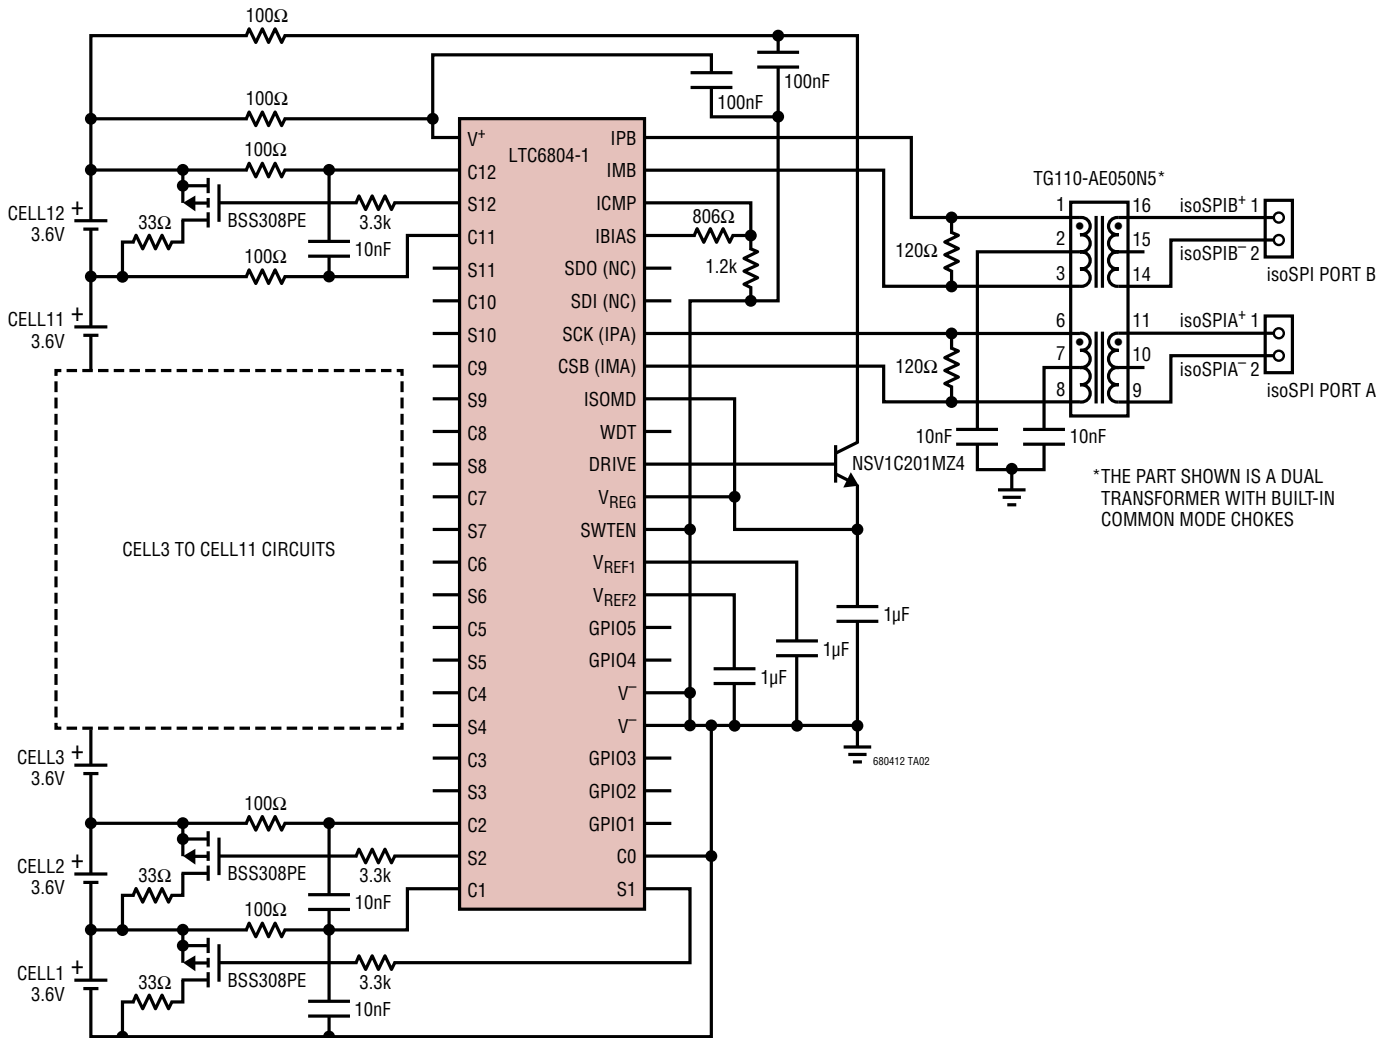 100Ω
100nF
100nF
100Ω
V+
LTC6804-1
IPB
100Ω
C12
IMB
TG110-AE050N5*
CELL12 +
3.6V
33Ω
BSS308PE
3.3k
10nF
S12
C11
100Ω
ICMP
806Ω
IBIAS
1.2k
120Ω
1
2
3
16
15
14
isoSPIB+ 1
isoSPIB– 2
isoSPI PORT B
S11
SDO (NC)
C10
SDI (NC)
CELL11 +
3.6V
S10
SCK (IPA)
C9
CSB (IMA)
120Ω
6
7
8
11
10
9
isoSPIA+ 1
isoSPIA– 2
isoSPI PORT A
S9
ISOMD
C8
WDT
10nF
10nF
S8
DRIVE
NSV1C201MZ4
*THE PART SHOWN IS A DUAL
TRANSFORMER WITH BUILT-IN
COMMON MODE CHOKES
C7
VREG
S7
SWTEN
CELL3 TO CELL11 CIRCUITS
C6
VREF1
S6
VREF2
1µF
C5
GPIO5
1µF
S5
GPIO4
1µF
C4
V–
S4
V–
680412 TA02
CELL3 +
3.6V
C3
GPIO3
S3
GPIO2
100Ω
C2
GPIO1
CELL2 +
3.6V
33Ω
BSS308PE
3.3k
10nF
S2
C0
C1
S1
100Ω
CELL1 +
3.6V
33Ω
BSS308PE
3.3k
10nF